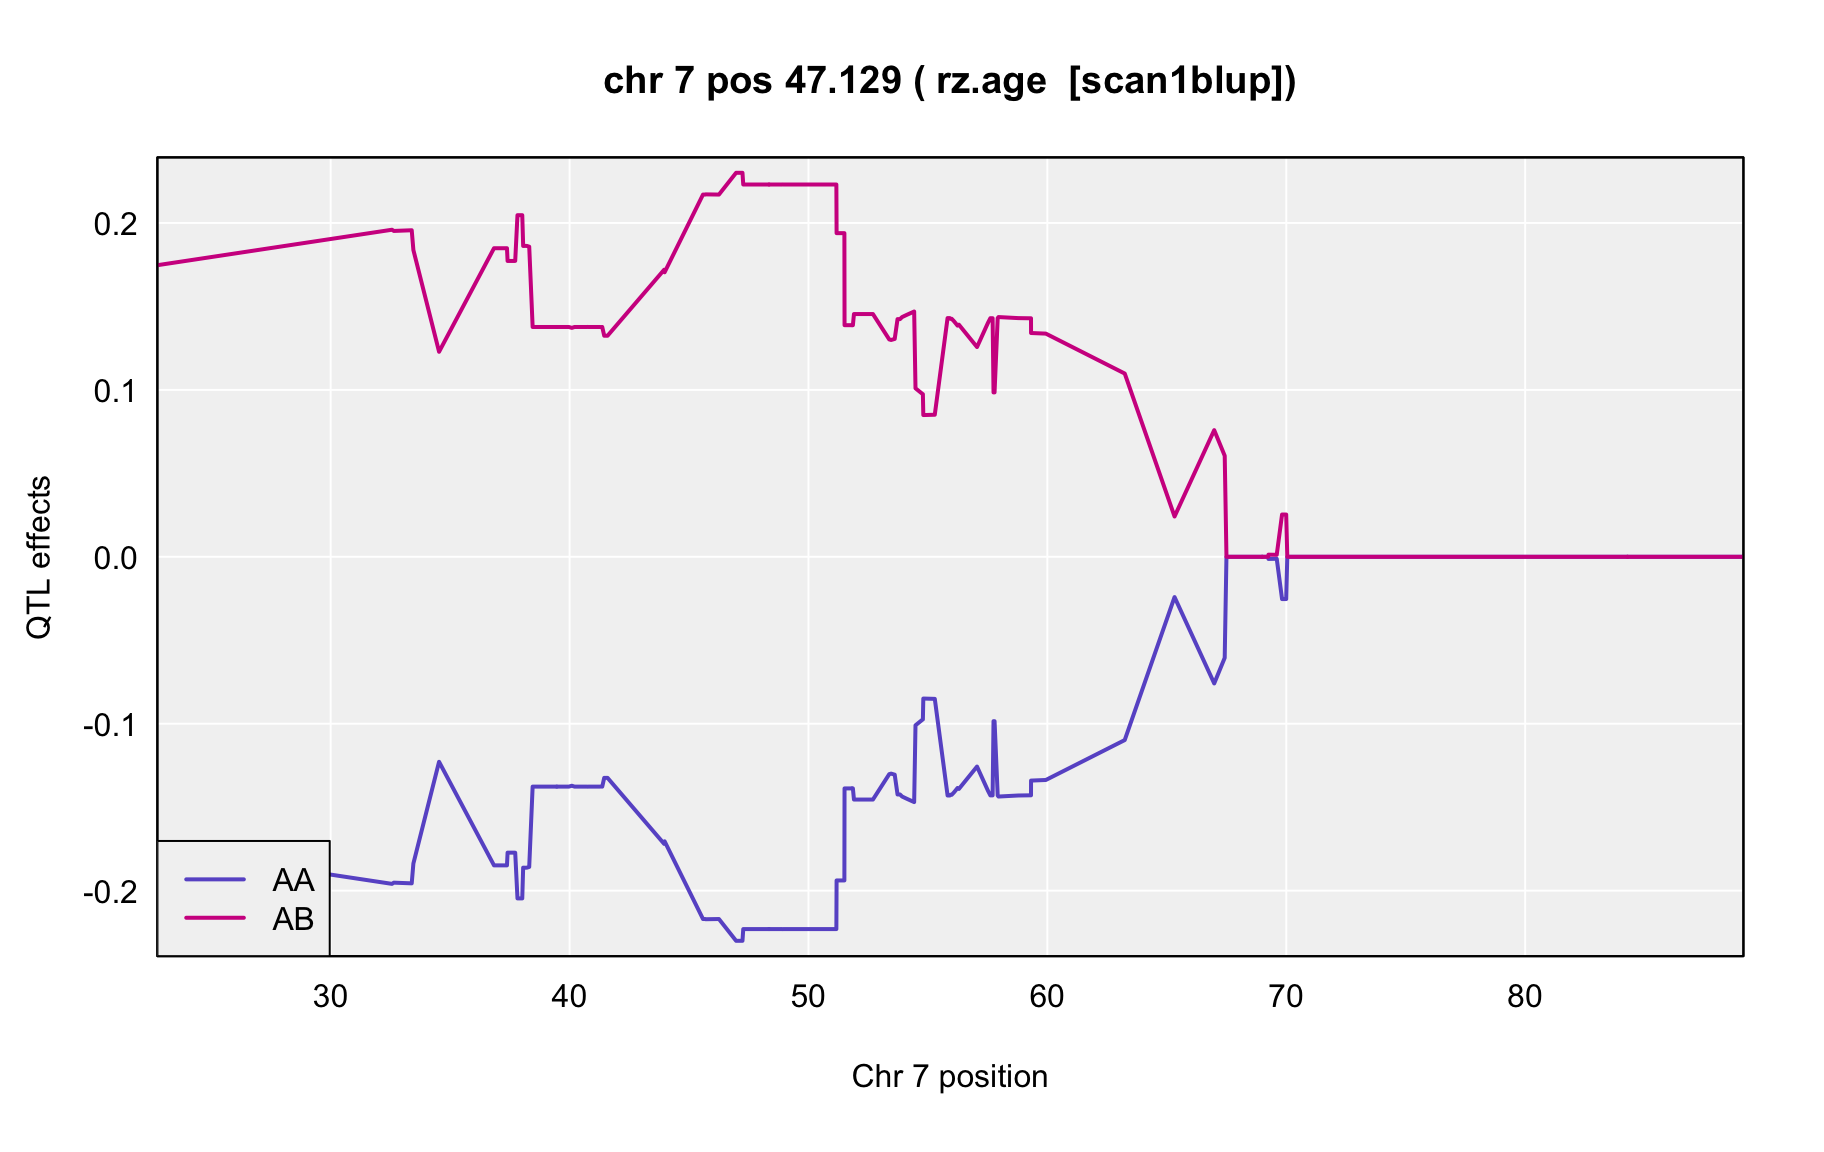 chr 7 pos 47.129 ( rz.age  [scan1blup])
QTL effects
0.2
0.1
0.0
-0.1
-0.2
AA
AB
30 40 50 60 70 80
Chr 7 position